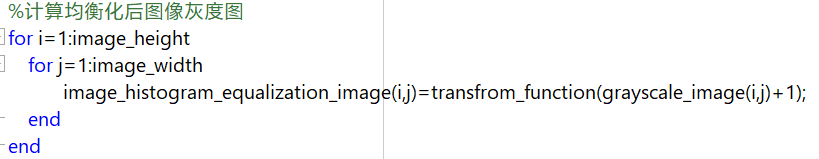 %计算均衡化后图像灰度图
for i=1:image_height
for j=1:image_width
image_histogram_equalization_image(i,j)=transfrom_function(grayscale_image(i,j)+1);
end
end